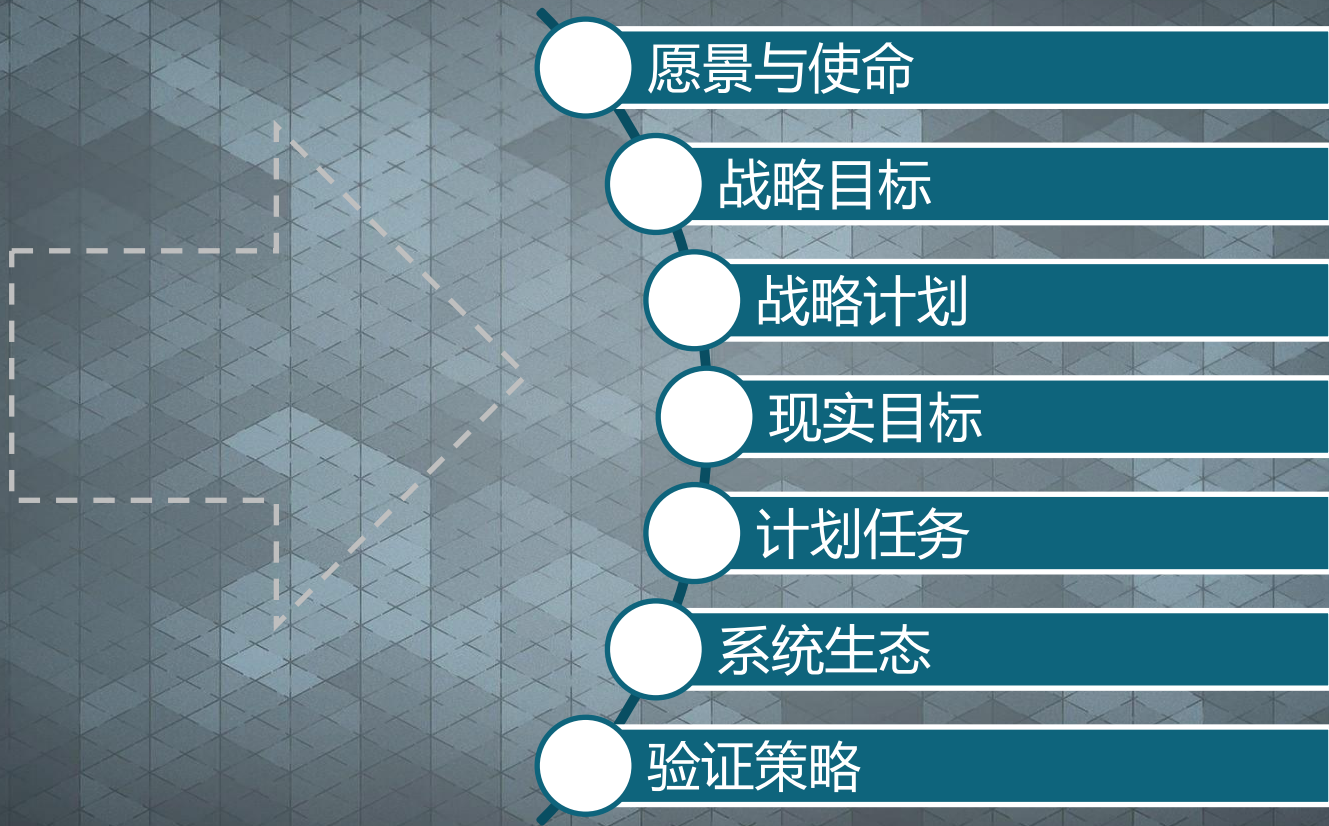 愿景与使命
战略目标
战略计划
现实目标
计划任务
系统生态
验证策略